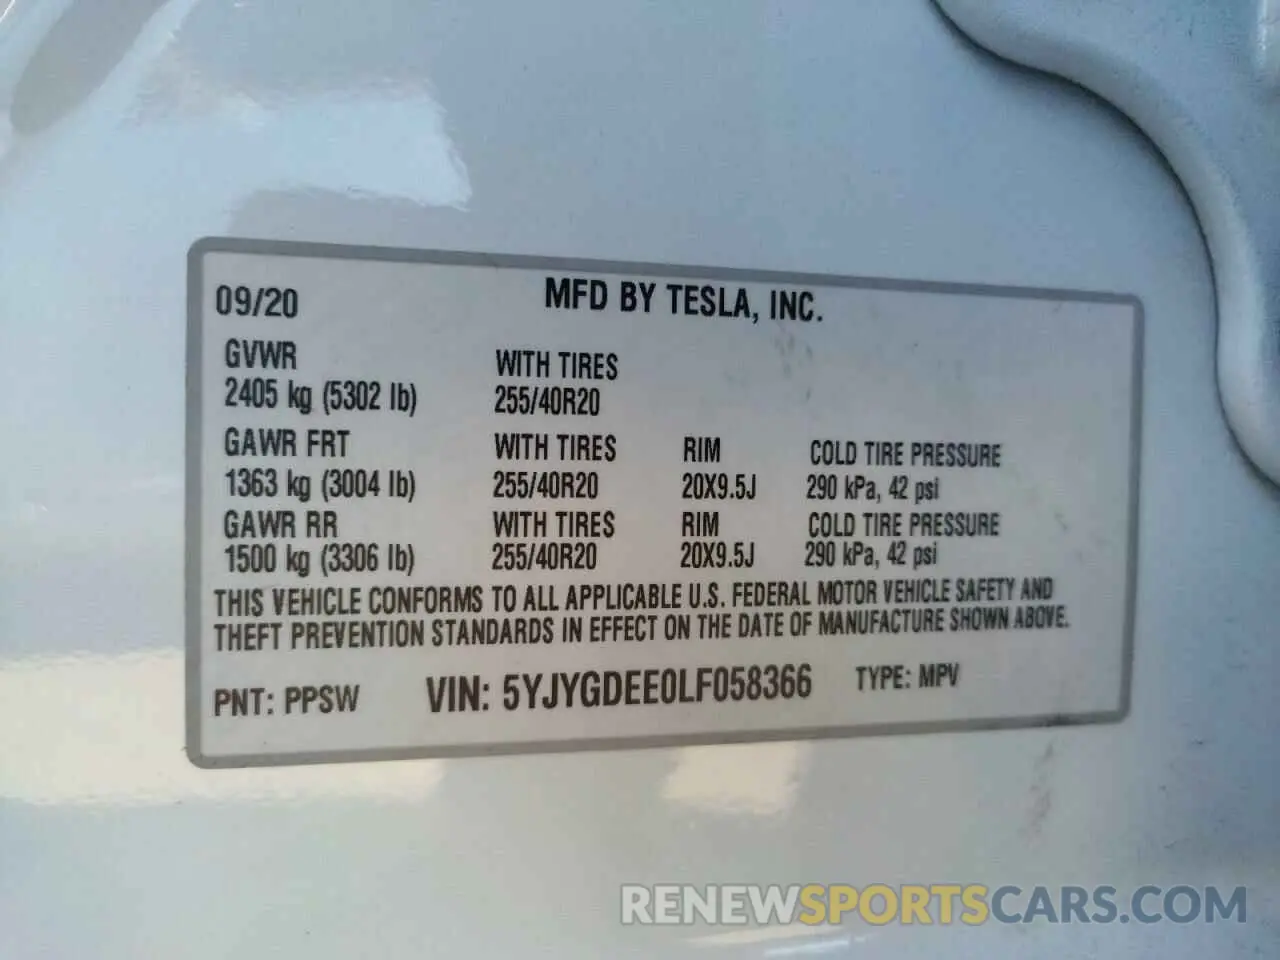 09/20 MFD BY TESLA, INC.
GVWR WITH TIRES
2405 kg (5302 lb) 255/40R20
GAWR FRT WITH TIRES RIM COLD TIRE PRESSURE
1363 kg (3004 lb) 255/40R20 20X9.5J 290 kPa, 42 psi
GAWR RR WITH TIRES RIM COLD TIRE PRESSURE
1500 kg (3306 lb) 255/40R20 20X9.5J 290 kPa, 42 psi
THIS VEHICLE CONFORMS TO ALL APPLICABLE U.S. FEDERAL MOTOR VEHICLE SAFETY AND
THEFT PREVENTION STANDARDS IN EFFECT ON THE DATE OF MANUFACTURE SHOWN ABOVE.
PNT: PPSW VIN: 5YJYGDEE0LF058366 TYPE: MPV
RENEWSPORTSCARS.COM